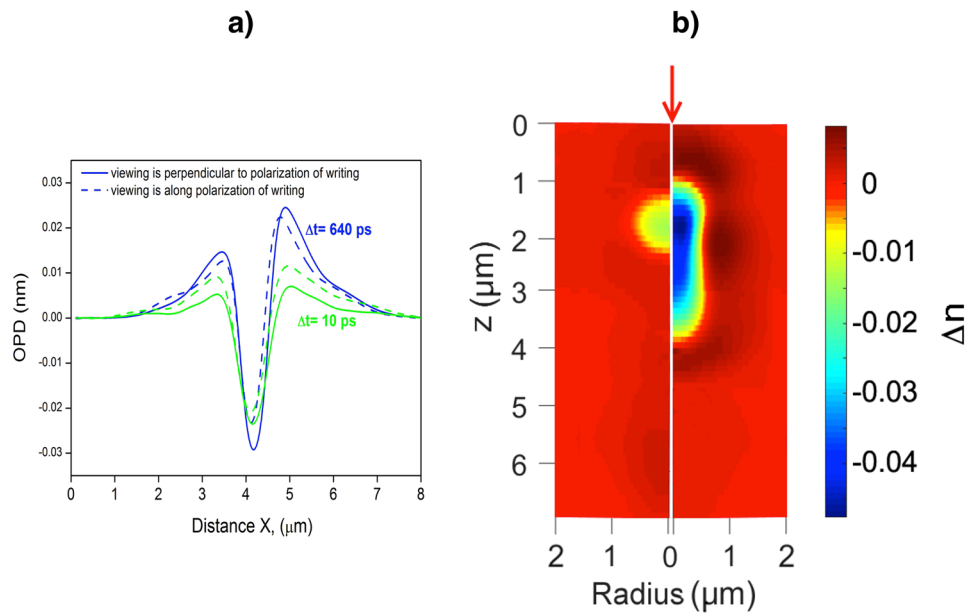 a)
b)
viewing is perpendicular to polarization of writing
viewing is along polarization of writing
Δt= 640 ps
Δt= 10 ps
0.03
0.02
0.01
0.00
-0.01
-0.02
-0.03
OPD (nm)
0 1 2 3 4 5 6 7 8
Distance X, (μm)
0
1
2
3
4
5
6
z (μm)
2 1 0 1 2
Radius (μm)
0
-0.01
-0.02
-0.03
-0.04
Δn